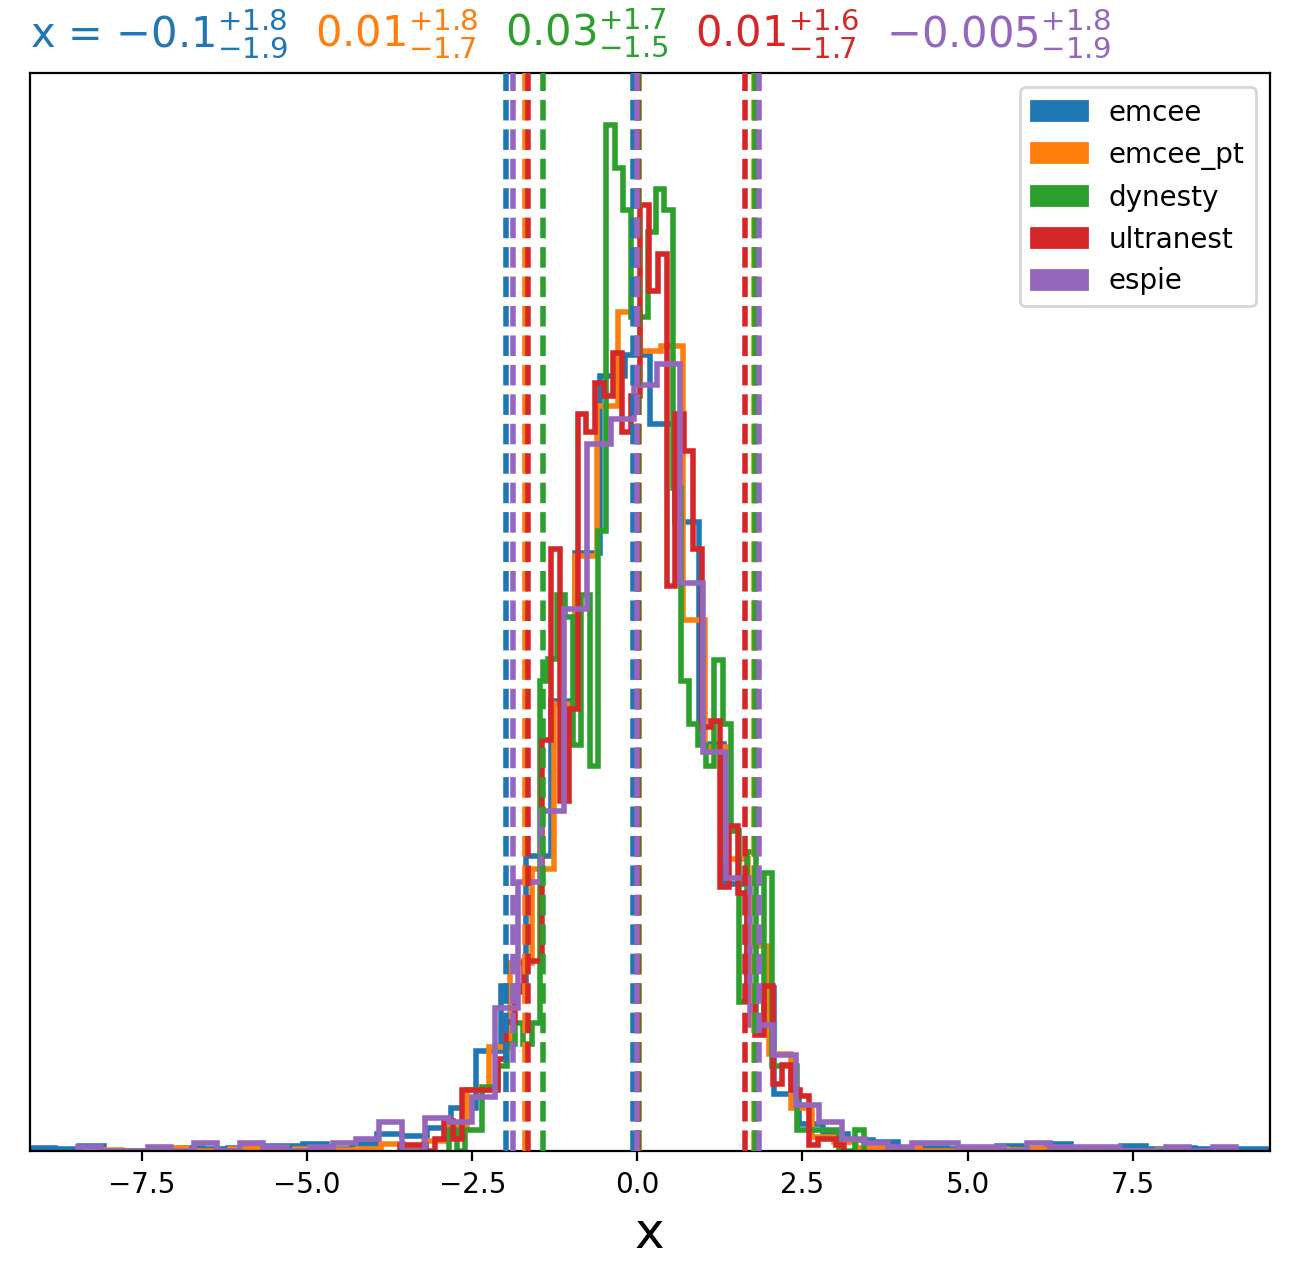 x = −0.1 +1.8 −1.9 0.01 +1.8 −1.7 0.03 +1.7 −1.5 0.01 +1.6 −1.7 −0.005 +1.8 −1.9
emcee
emcee_pt
dynesty
ultranest
espie
−7.5 −5.0 −2.5 0.0 2.5 5.0 7.5
x